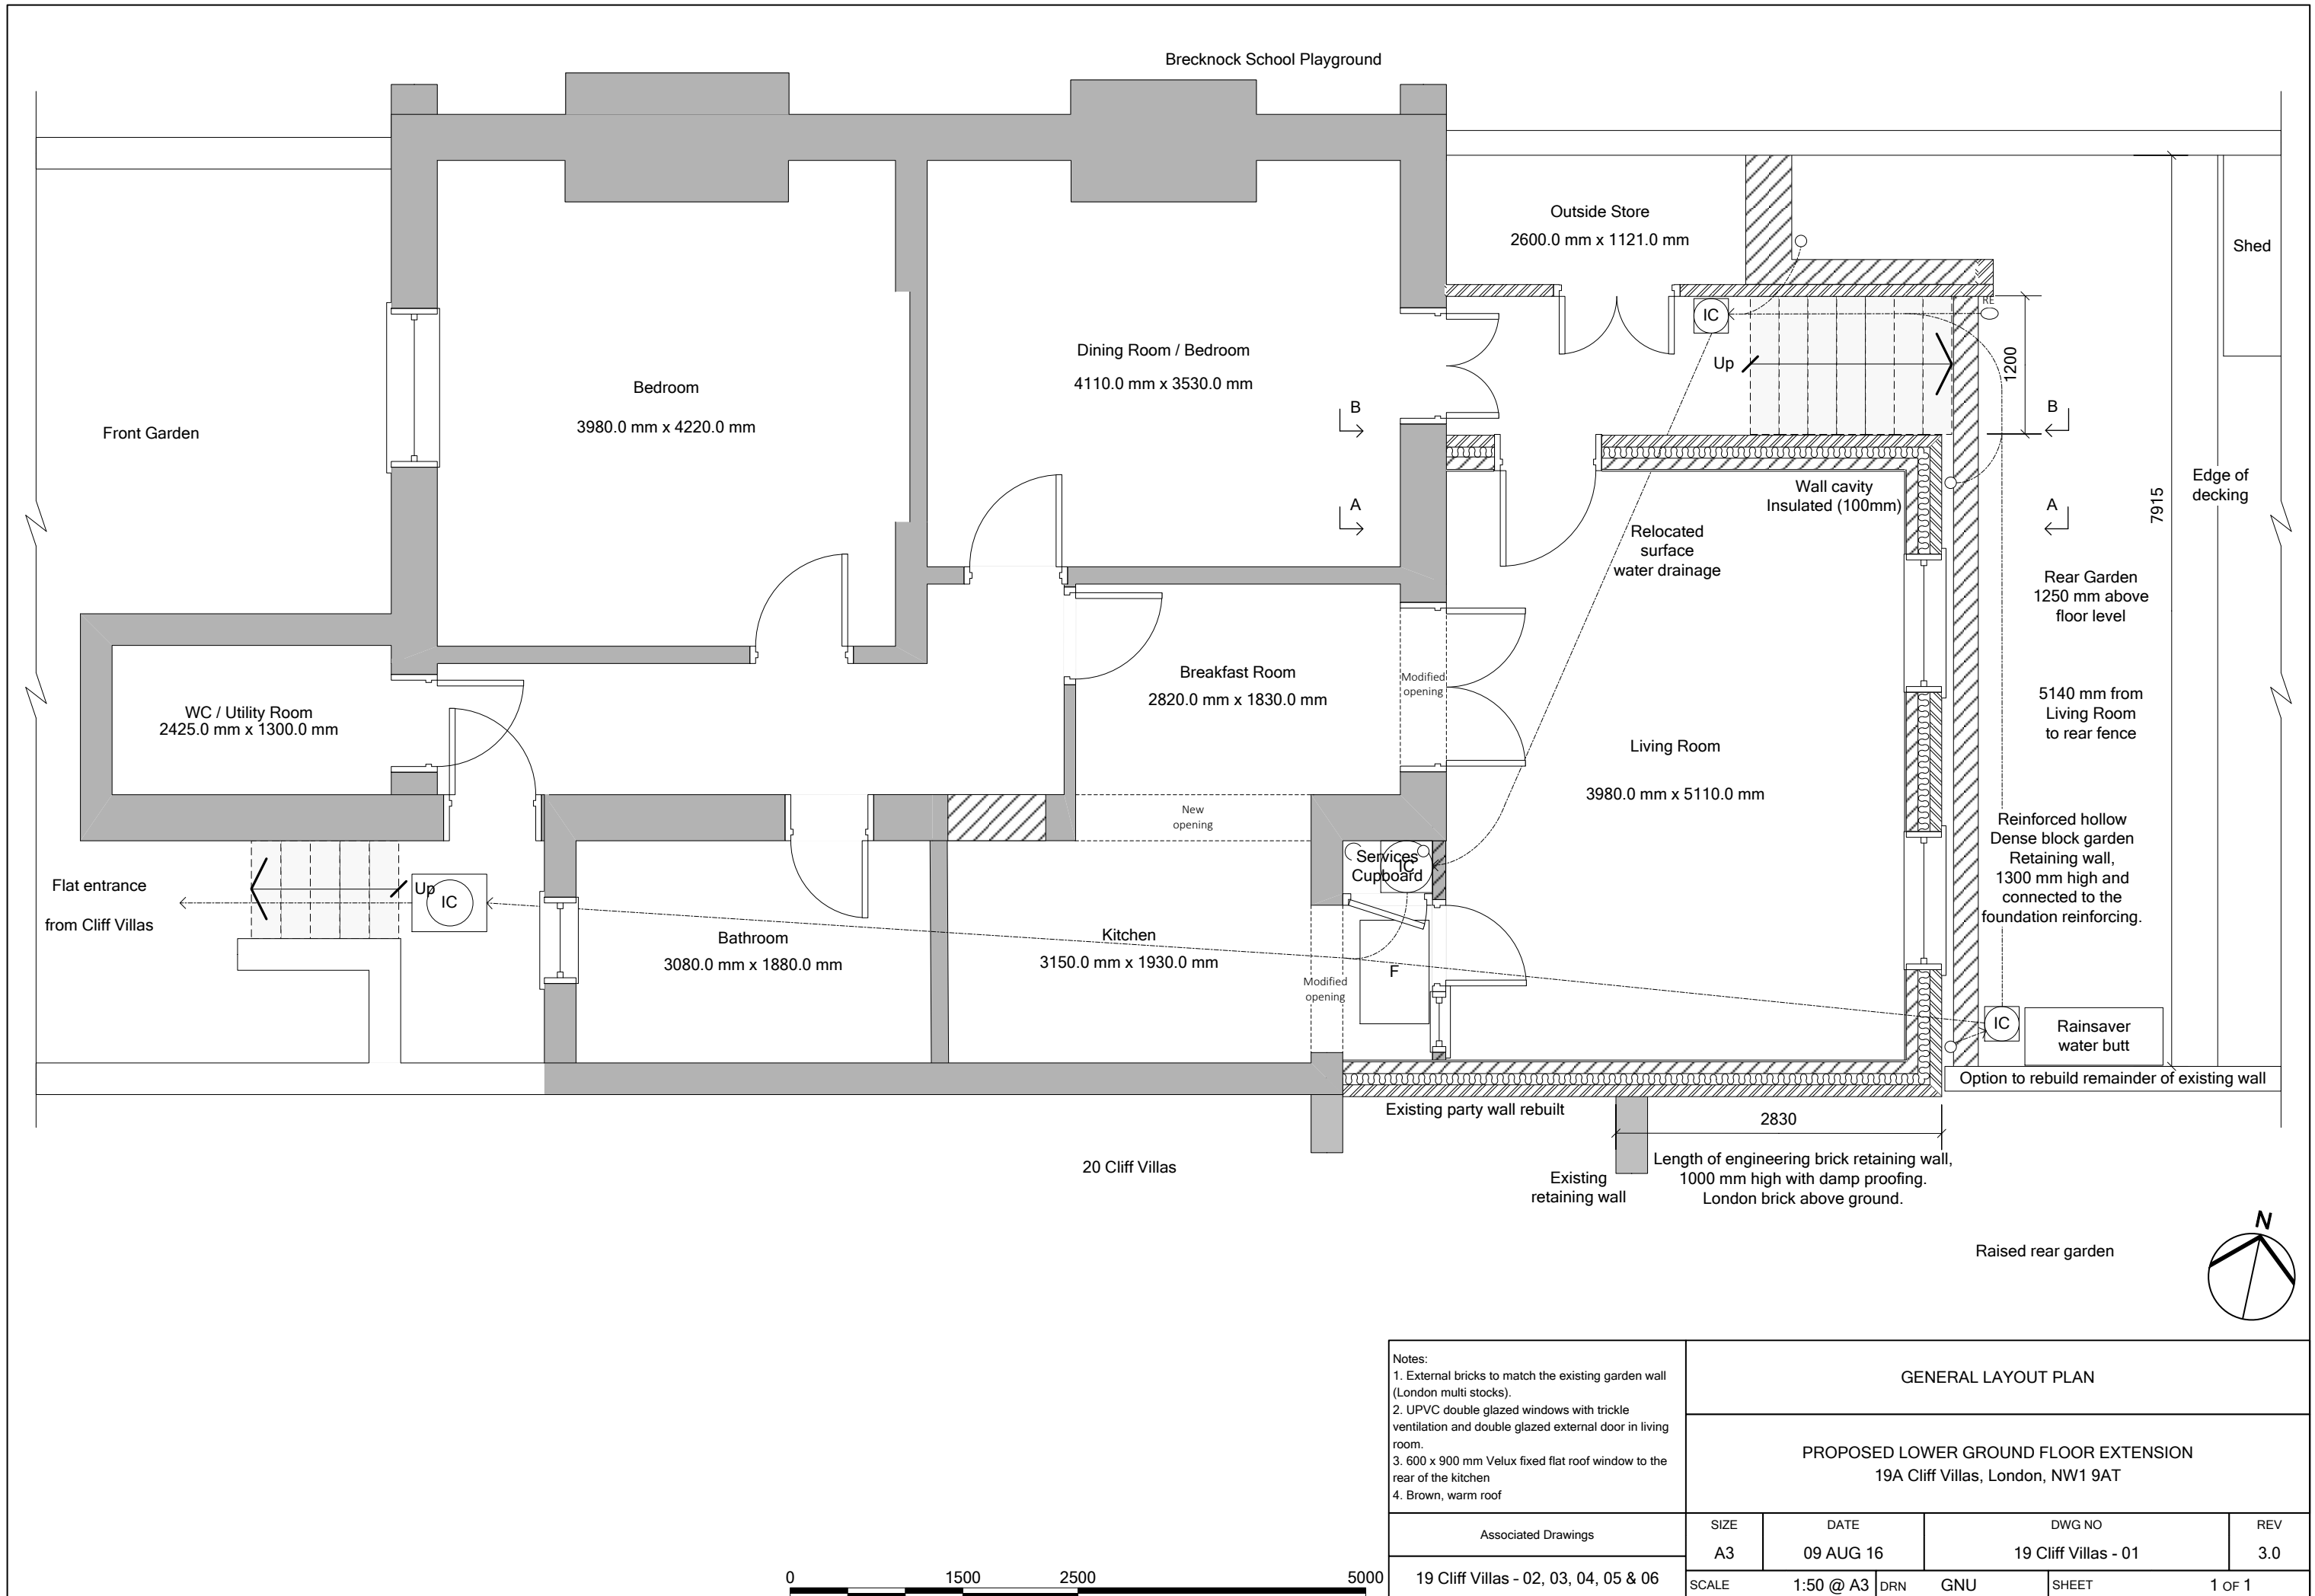 Brecknock School Playground
Outside Store
2600.0 mm x 1121.0 mm
Shed
RE
IC
Up
1200
Dining Room / Bedroom
4110.0 mm x 3530.0 mm
Bedroom
3980.0 mm x 4220.0 mm
Front Garden
B
B
A
A
Wall cavity
Insulated (100mm)
7915
Edge of
decking
Relocated
surface
water drainage
Rear Garden
1250 mm above
floor level
Breakfast Room
2820.0 mm x 1830.0 mm
Modified
opening
5140 mm from
Living Room
to rear fence
WC / Utility Room
2425.0 mm x 1300.0 mm
Living Room
3980.0 mm x 5110.0 mm
New
opening
Reinforced hollow
Dense block garden
Retaining wall,
1300 mm high and
connected to the
foundation reinforcing.
Services
Cupboard
IC
Flat entrance
from Cliff Villas
Up
IC
Bathroom
3080.0 mm x 1880.0 mm
Kitchen
3150.0 mm x 1930.0 mm
F
Modified
opening
IC
Rainsaver
water butt
Option to rebuild remainder of existing wall
Existing party wall rebuilt
2830
20 Cliff Villas
Existing
retaining wall
Length of engineering brick retaining wall,
1000 mm high with damp proofing.
London brick above ground.
N
Raised rear garden
Notes:
1. External bricks to match the existing garden wall
(London multi stocks).
2. UPVC double glazed windows with trickle
ventilation and double glazed external door in living
room.
3. 600 x 900 mm Velux fixed flat roof window to the
rear of the kitchen
4. Brown, warm roof
GENERAL LAYOUT PLAN
PROPOSED LOWER GROUND FLOOR EXTENSION
19A Cliff Villas, London, NW1 9AT
Associated Drawings
19 Cliff Villas - 02, 03, 04, 05 & 06
SIZE
A3
DATE
09 AUG 16
DWG NO
19 Cliff Villas - 01
REV
3.0
SCALE 1:50 @ A3
DRN GNU
SHEET 1 OF 1
0 1500 2500 5000